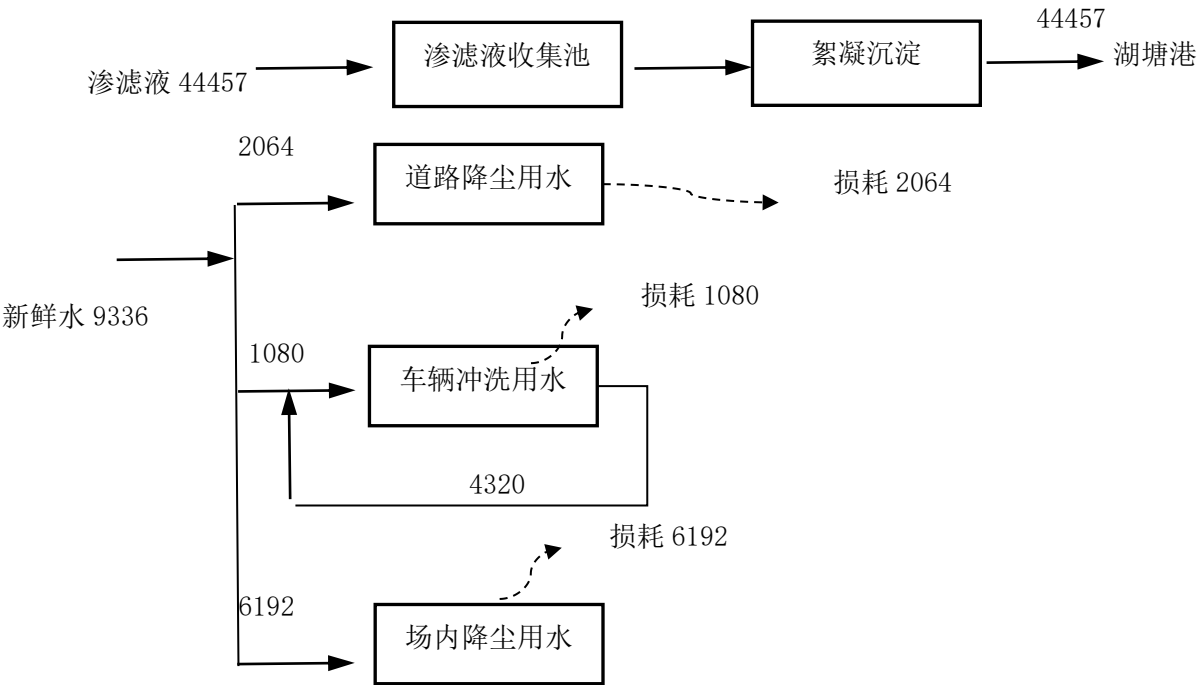 44457
渗滤液 44457
渗滤液收集池
絮凝沉淀
湖塘港
2064
道路降尘用水
损耗 2064
新鲜水 9336
损耗 1080
1080
车辆冲洗用水
4320
损耗 6192
6192
场内降尘用水